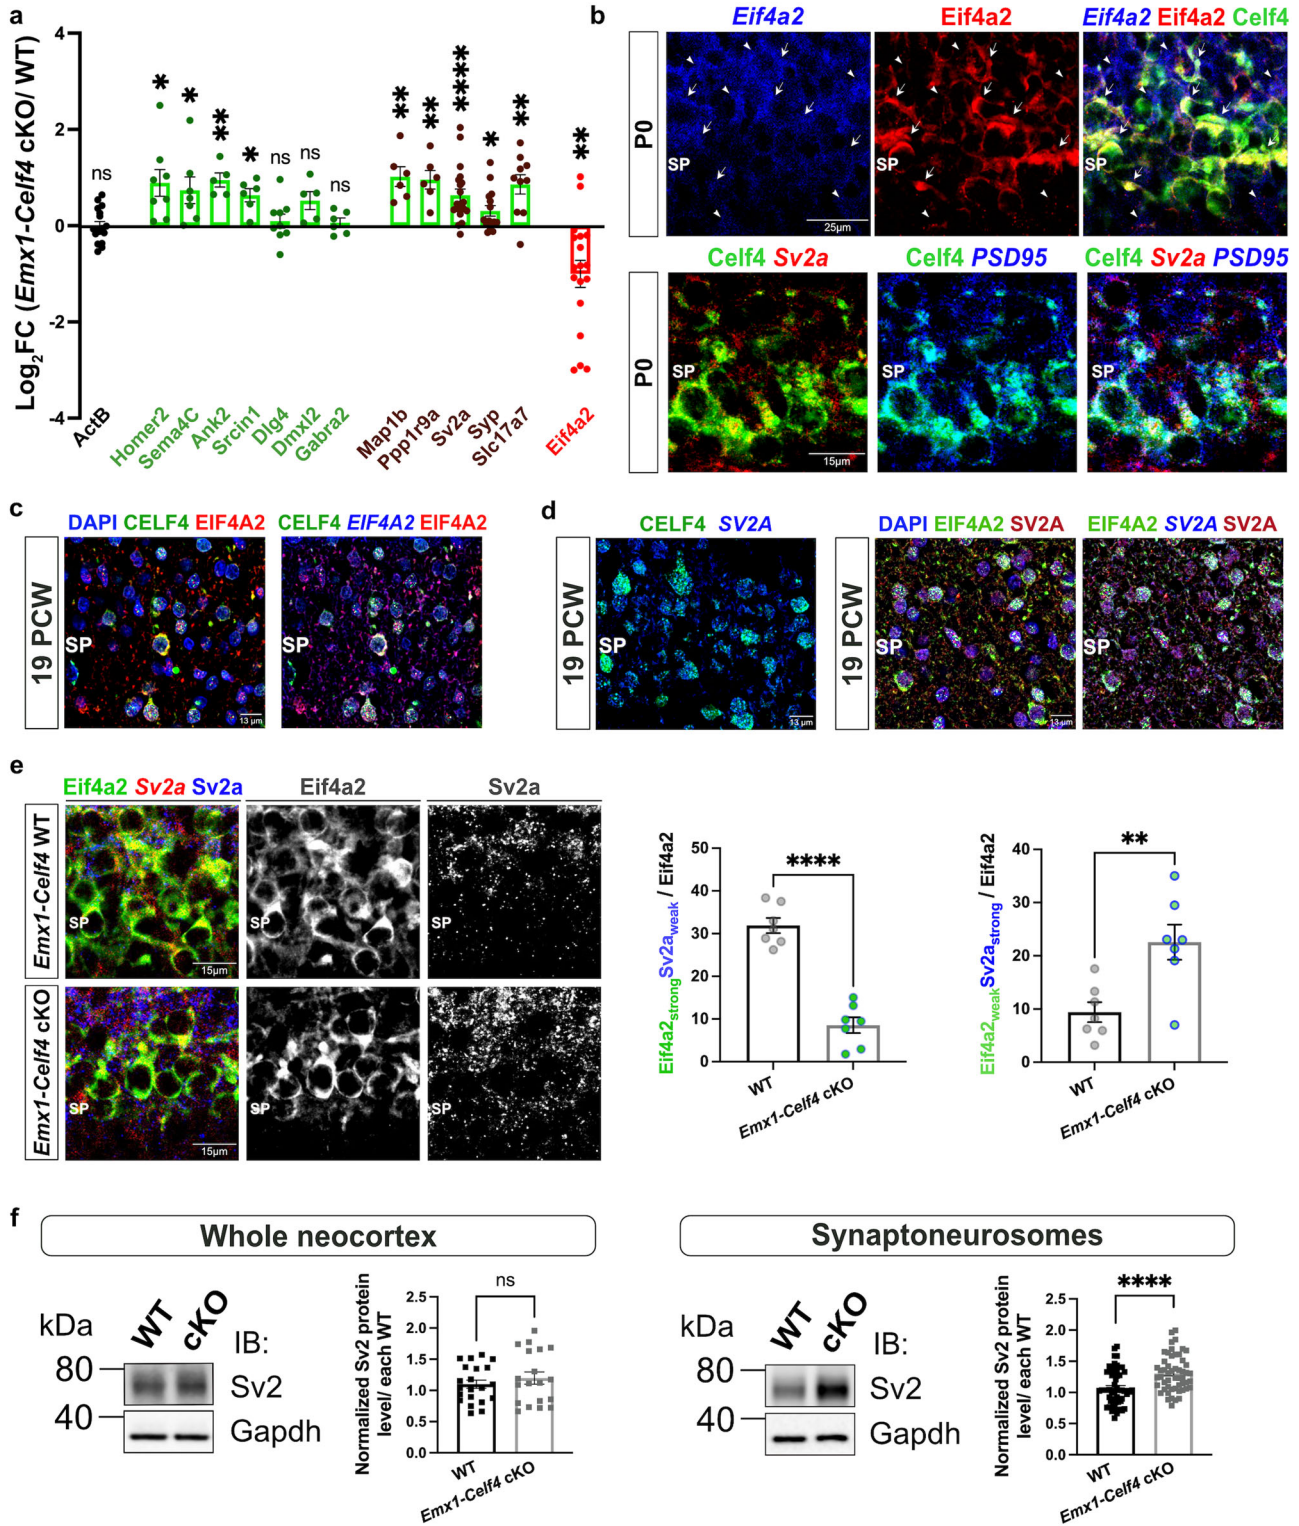 a
Log2FC (Emx1-Celf4 cKO/ WT)
4
2
0
-2
-4
ns
*
*
**
*
ns
ns
ns
**
**
****
*
**
**
ActB
Homer2
Sema4C
Ank2
Srcin1
Dlg4
Dmxl2
Gabra2
Map1b
Ppp1r9a
Sv2a
Syp
Slc17a7
Eif4a2
b
Eif4a2
Eif4a2
Eif4a2 Eif4a2 Celf4
P0
SP
25µm
Celf4 Sv2a
Celf4 PSD95
Celf4 Sv2a PSD95
P0
SP
SP
SP
15µm
c
DAPI CELF4 EIF4A2
CELF4 EIF4A2 EIF4A2
19 PCW
SP
SP
13 µm
d
CELF4 SV2A
19 PCW
SP
13 µm
DAPI EIF4A2 SV2A
EIF4A2 SV2A SV2A
19 PCW
SP
SP
13 µm
e
Eif4a2 Sv2a Sv2a
Eif4a2
Sv2a
Emx1-Celf4 WT
SP
SP
SP
15µm
Emx1-Celf4 cKO
SP
SP
SP
15µm
Eif4a2strongSv2aweak / Eif4a2
50
40
30
20
10
0
****
WT
Emx1-Celf4 cKO
Eif4a2weakSv2astrong / Eif4a2
40
30
20
10
0
**
WT
Emx1-Celf4 cKO
f
Whole neocortex
kDa
WT
cKO
IB:
80
Sv2
40
Gapdh
Normalized Sv2 protein
level/ each WT
2.5
2.0
1.5
1.0
0.5
0.0
ns
WT
Emx1-Celf4 cKO
Synaptoneurosomes
kDa
WT
cKO
IB:
80
Sv2
40
Gapdh
Normalized Sv2 protein
level/ each WT
2.5
2.0
1.5
1.0
0.5
0.0
****
WT
Emx1-Celf4 cKO